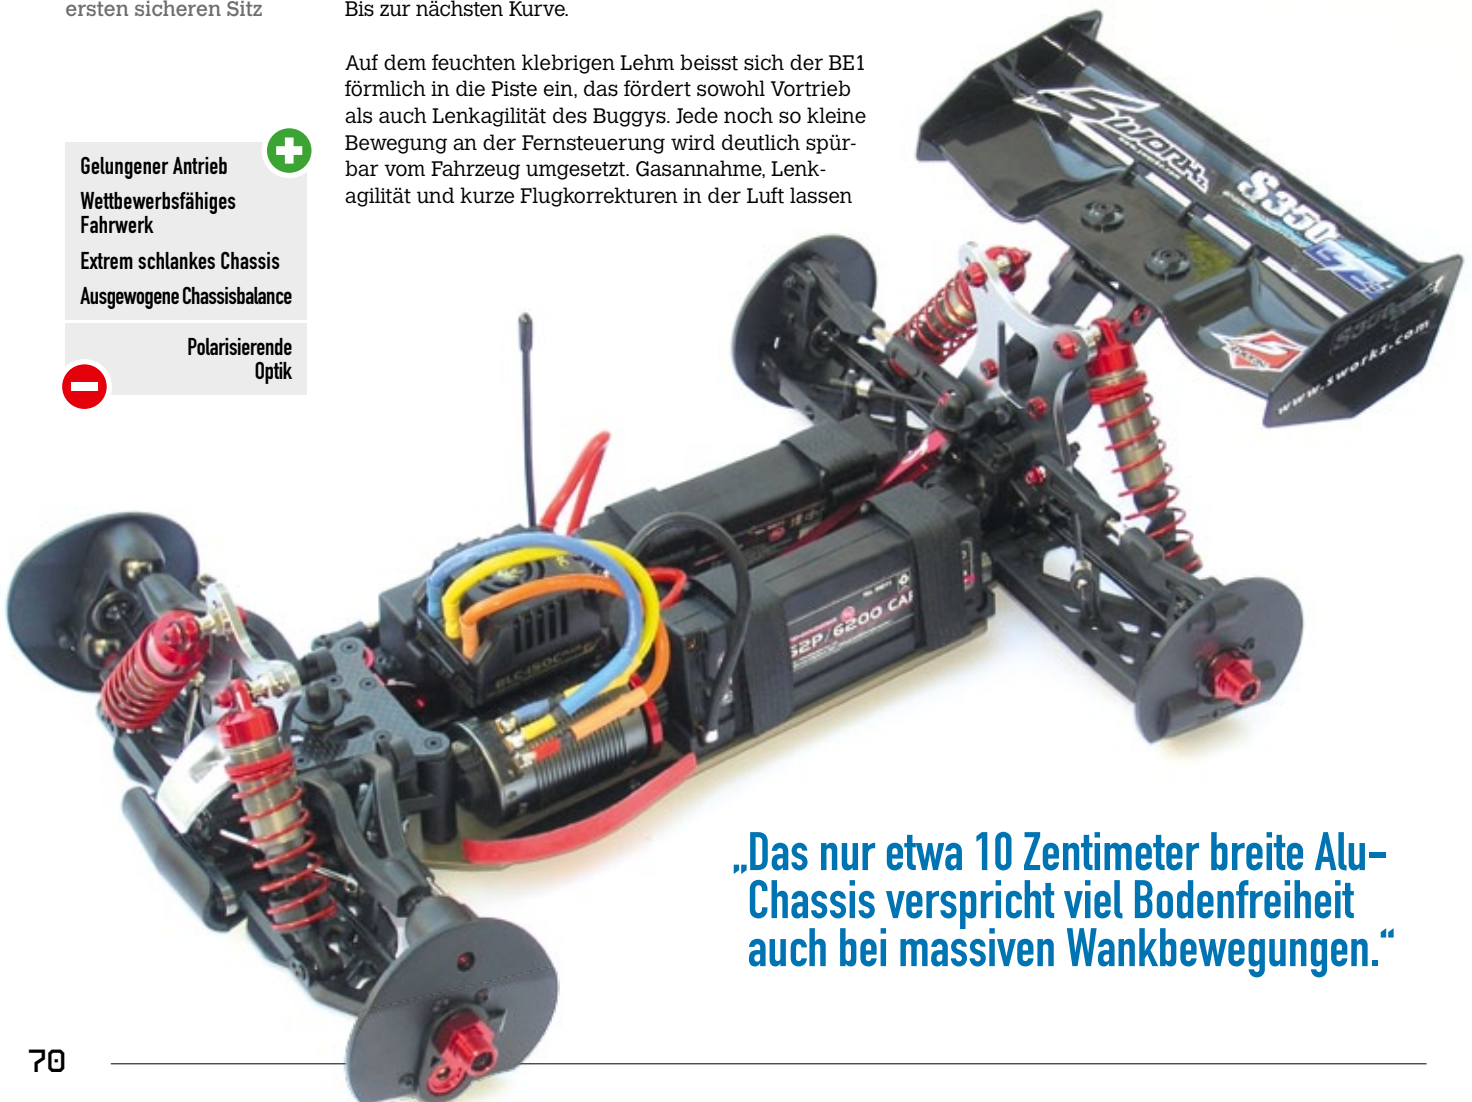 ersten sicheren Sitz
Bis zur nächsten Kurve.
Auf dem feuchten klebrigen Lehm beisst sich der BE1
förmlich in die Piste ein, das fördert sowohl Vortrieb
als auch Lenkagilität des Buggys. Jede noch so kleine
Bewegung an der Fernsteuerung wird deutlich spür-
bar vom Fahrzeug umgesetzt. Gasannahme, Lenk-
agilität und kurze Flugkorrekturen in der Luft lassen
Gelungener Antrieb
Wettbewerbsfähiges
Fahrwerk
Extrem schlankes Chassis
Ausgewogene Chassisbalance
Polarisierende
Optik
SWORKz
S350
www.sworkz.com
BLC-150C
S2P/6200 CAR
„Das nur etwa 10 Zentimeter breite Alu-
Chassis verspricht viel Bodenfreiheit
auch bei massiven Wankbewegungen.“
70